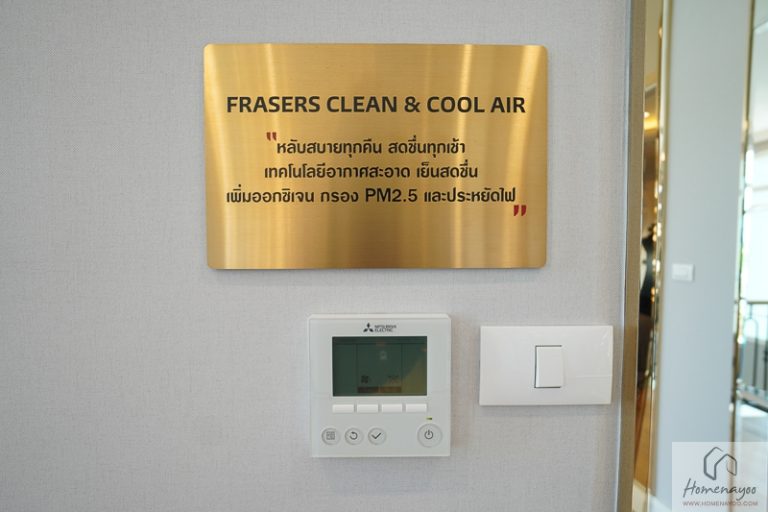 FRASERS CLEAN & COOL AIR
"หลับสบายทุกคืน สดชื่นทุกเช้า
เทคโนโลยีอากาศสะอาด เย็นสดชื่น
เพิ่มออกซิเจน กรอง PM2.5 และประหยัดไฟ"
MITSUBISHI
ELECTRIC
Homenayoo
WWW.HOMENAYOO.COM